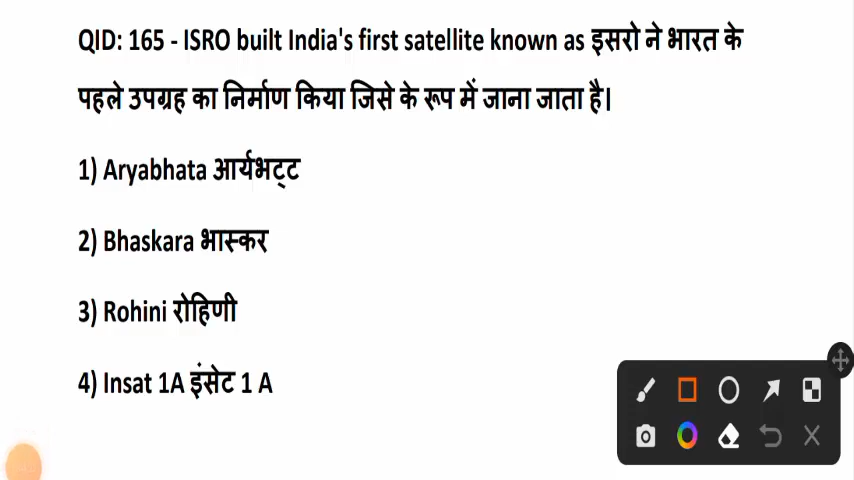 QID: 165 - ISRO built India's first satellite known as इसरो ने भारत के
पहले उपग्रह का निर्माण किया जिसे के रूप में जाना जाता है।
1) Aryabhata आर्यभट्ट
2) Bhaskara भास्कर
3) Rohini रोहिणी
4) Insat 1A इंसेट 1 A